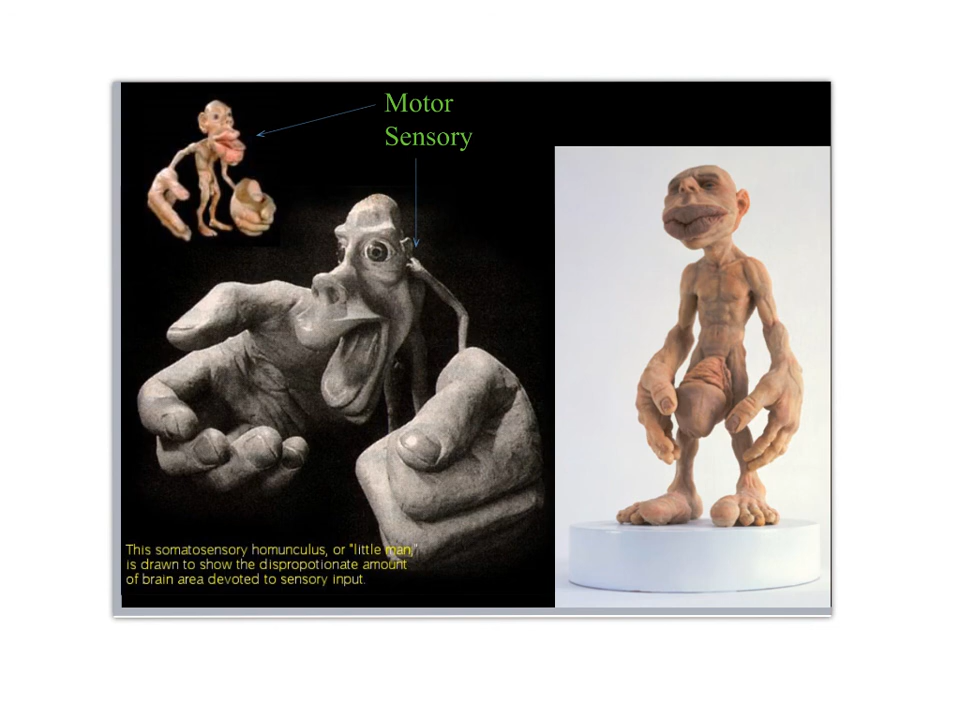 Motor
Sensory
This somatosensory homunculus, or "little man,"
is drawn to show the dispropotionate amount
of brain area devoted to sensory input.